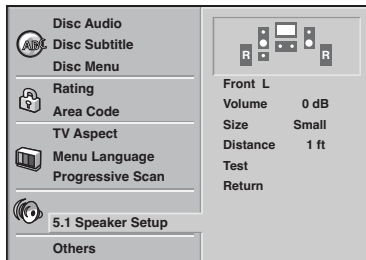 Disc Audio
ABC
Disc Subtitle
Disc Menu
Rating
Area Code
TV Aspect
Menu Language
Progressive Scan
5.1 Speaker Setup
Others
R R
Front L
Volume 0 dB
Size Small
Distance 1 ft
Test
Return